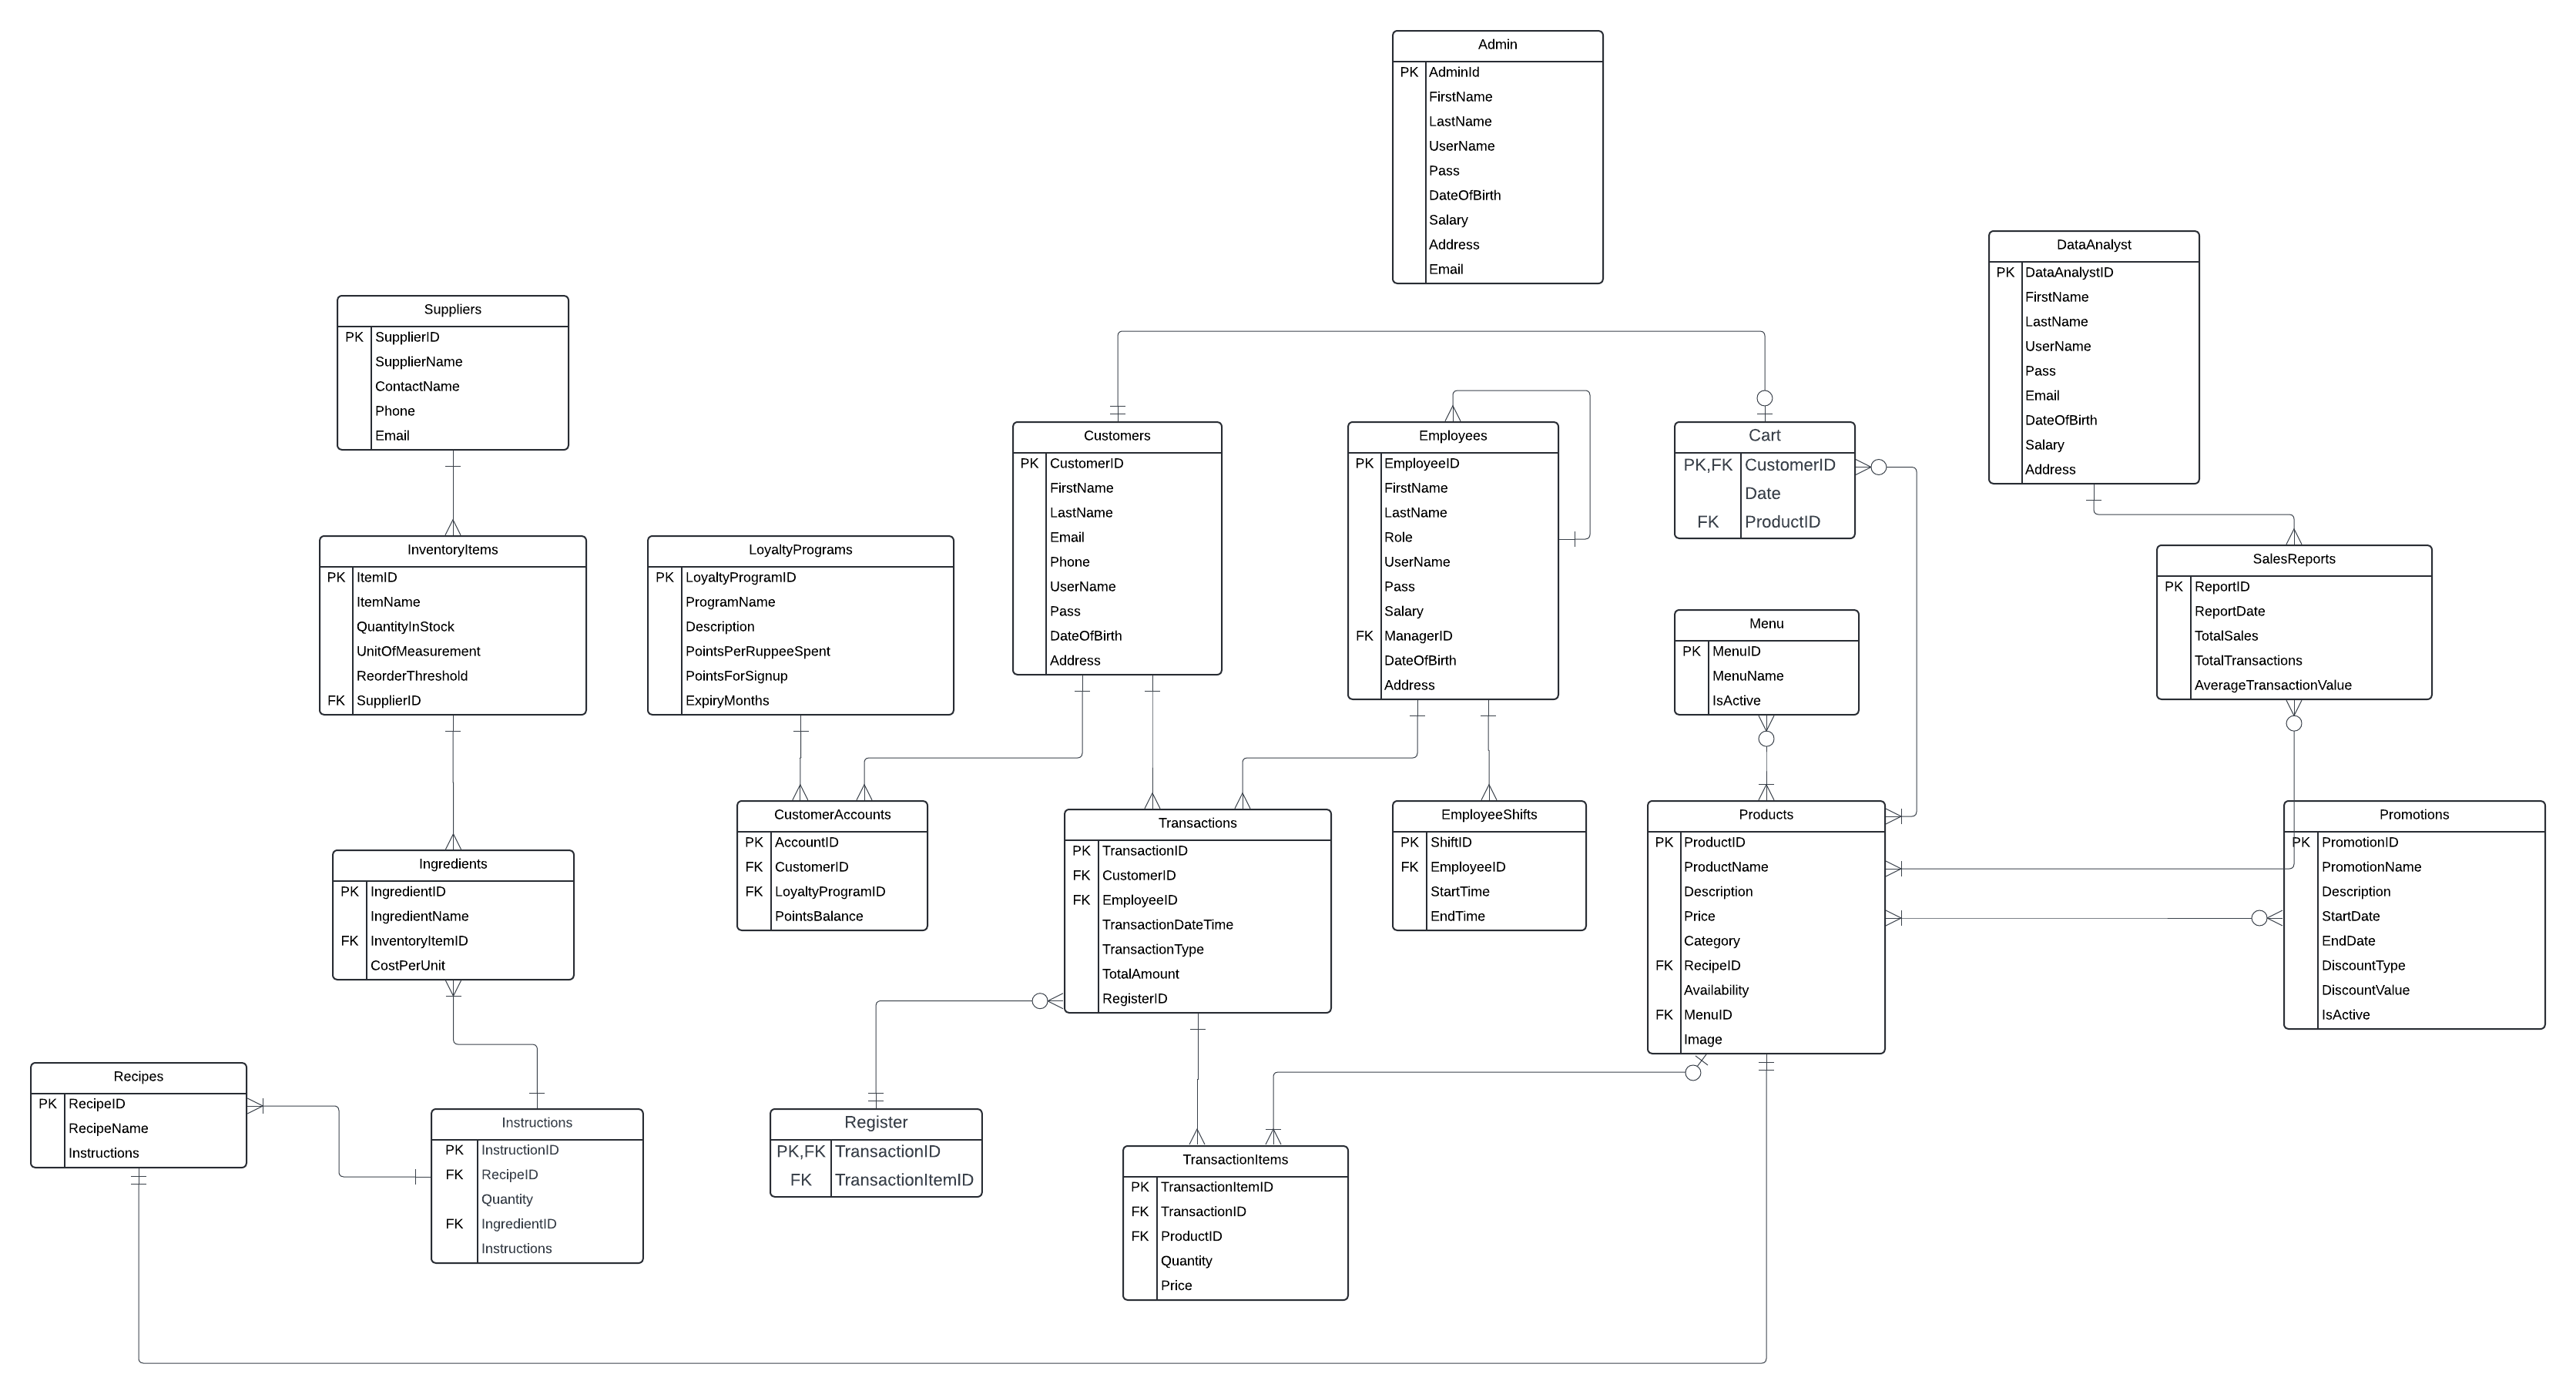 Admin
PK AdminId
FirstName
LastName
UserName
Pass
DateOfBirth
Salary
Address
Email
DataAnalyst
PK DataAnalystID
FirstName
LastName
UserName
Pass
Email
DateOfBirth
Salary
Address
Suppliers
PK SupplierID
SupplierName
ContactName
Phone
Email
Customers
PK CustomerID
FirstName
LastName
Email
Phone
UserName
Pass
DateOfBirth
Address
Employees
PK EmployeeID
FirstName
LastName
Role
UserName
Pass
Salary
FK ManagerID
DateOfBirth
Address
Cart
PK,FK CustomerID
Date
FK ProductID
InventoryItems
PK ItemID
ItemName
QuantityInStock
UnitOfMeasurement
ReorderThreshold
FK SupplierID
LoyaltyPrograms
PK LoyaltyProgramID
ProgramName
Description
PointsPerRuppeeSpent
PointsForSignup
ExpiryMonths
Menu
PK MenuID
MenuName
IsActive
SalesReports
PK ReportID
ReportDate
TotalSales
TotalTransactions
AverageTransactionValue
Ingredients
PK IngredientID
IngredientName
FK InventoryItemID
CostPerUnit
CustomerAccounts
PK AccountID
FK CustomerID
FK LoyaltyProgramID
PointsBalance
Transactions
PK TransactionID
FK CustomerID
FK EmployeeID
TransactionDateTime
TransactionType
TotalAmount
RegisterID
EmployeeShifts
PK ShiftID
FK EmployeeID
StartTime
EndTime
Products
PK ProductID
ProductName
Description
Price
Category
FK RecipeID
Availability
FK MenuID
Image
Promotions
PK PromotionID
PromotionName
Description
StartDate
EndDate
DiscountType
DiscountValue
IsActive
Recipes
PK RecipeID
RecipeName
Instructions
Instructions
PK InstructionID
FK RecipeID
Quantity
FK IngredientID
Instructions
Register
PK,FK TransactionID
FK TransactionItemID
TransactionItems
PK TransactionItemID
FK TransactionID
FK ProductID
Quantity
Price